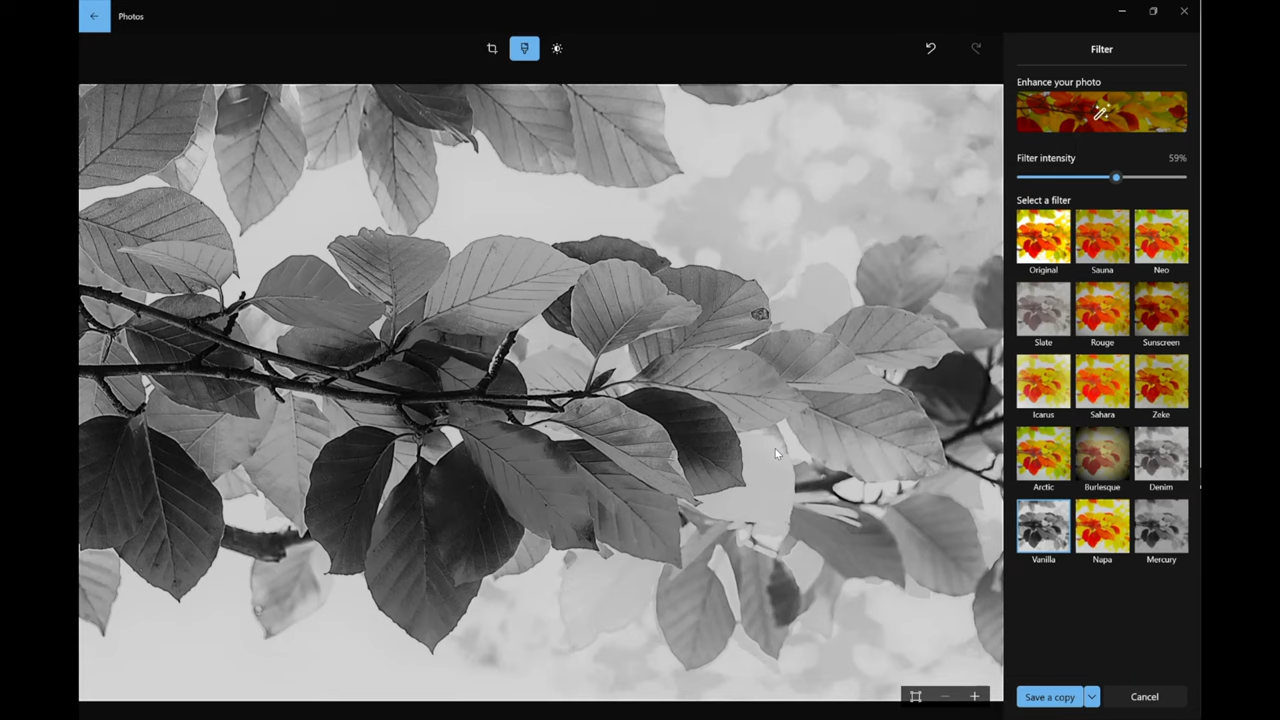 Photos
Filter
Enhance your photo
Filter intensity 59%
Select a filter
Original Sauna Neo
Slate Rouge Sunscreen
Icarus Sahara Zeke
Arctic Burlesque Denim
Vanilla Napa Mercury
Save a copy Cancel